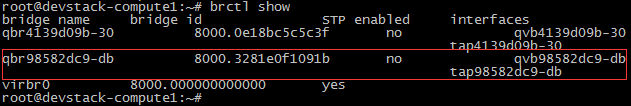 root@devstack-compute1:~# brctl show
bridge name bridge id STP enabled interfaces
qbr4139d09b-30 8000.0e18bc5c5c3f no qvb4139d09b-30
tap4139d09b-30
qbr98582dc9-db 8000.3281e0f1091b no qvb98582dc9-db
tap98582dc9-db
virbr0 8000.000000000000 yes
root@devstack-compute1:~#